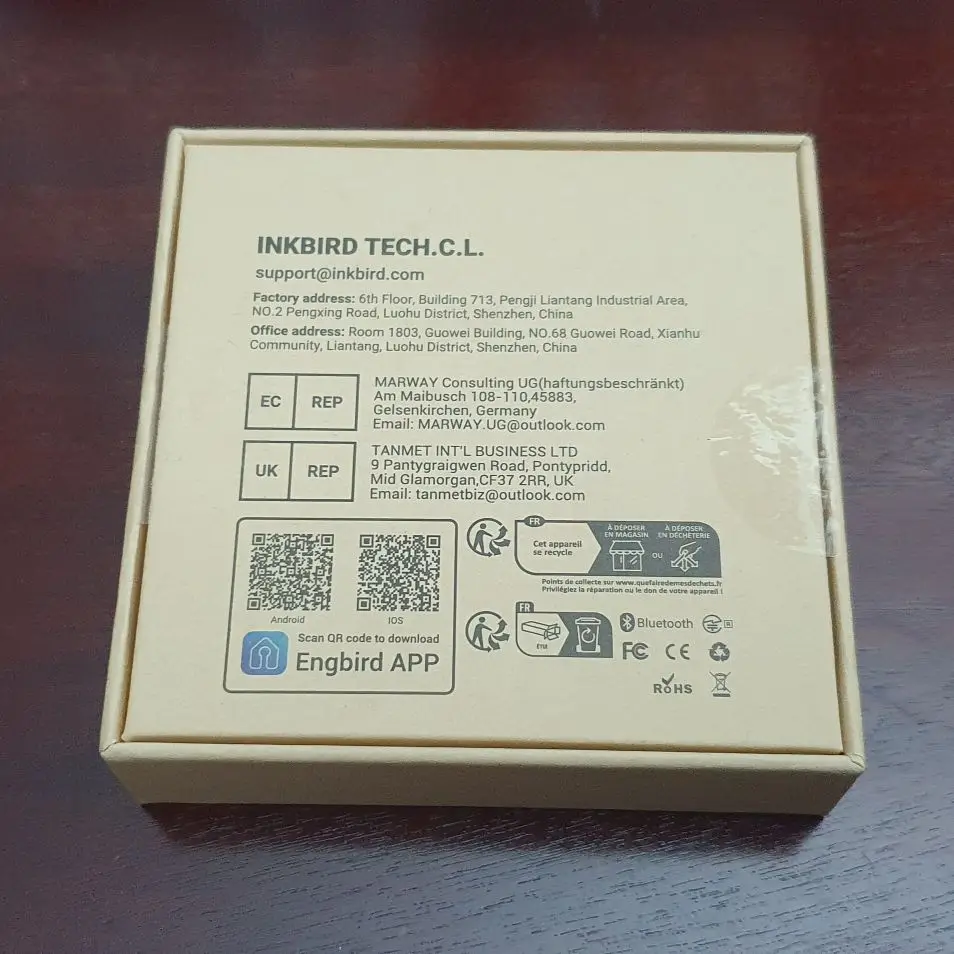 INKBIRD TECH.C.L.
support@inkbird.com
Factory address: 6th Floor, Building 713, Pengji Liantang Industrial Area,
NO.2 Pengxing Road, Luohu District, Shenzhen, China
Office address: Room 1803, Guowei Building, NO.68 Guowei Road, Xianhu
Community, Liantang, Luohu District, Shenzhen, China
EC REP
MARWAY Consulting UG(haftungsbeschränkt)
Am Maibusch 108-110,45883,
Gelsenkirchen, Germany
Email: MARWAY.UG@outlook.com
UK REP
TANMET INT'L BUSINESS LTD
9 Pantygraigwen Road, Pontypridd,
Mid Glamorgan,CF37 2RR, UK
Email: tanmetbiz@outlook.com
Android
IOS
Scan QR code to download
Engbird APP
FR
Cet appareil
se recycle
À DÉPOSER
EN MAGASIN
OU
À DÉPOSER
EN DÉCHÈTERIE
Points de collecte sur www.quefairedemesdechets.fr
Privilégiez la réparation ou le don de votre appareil !
FR
ÉTUI
Bluetooth
R
FC CE
RoHS